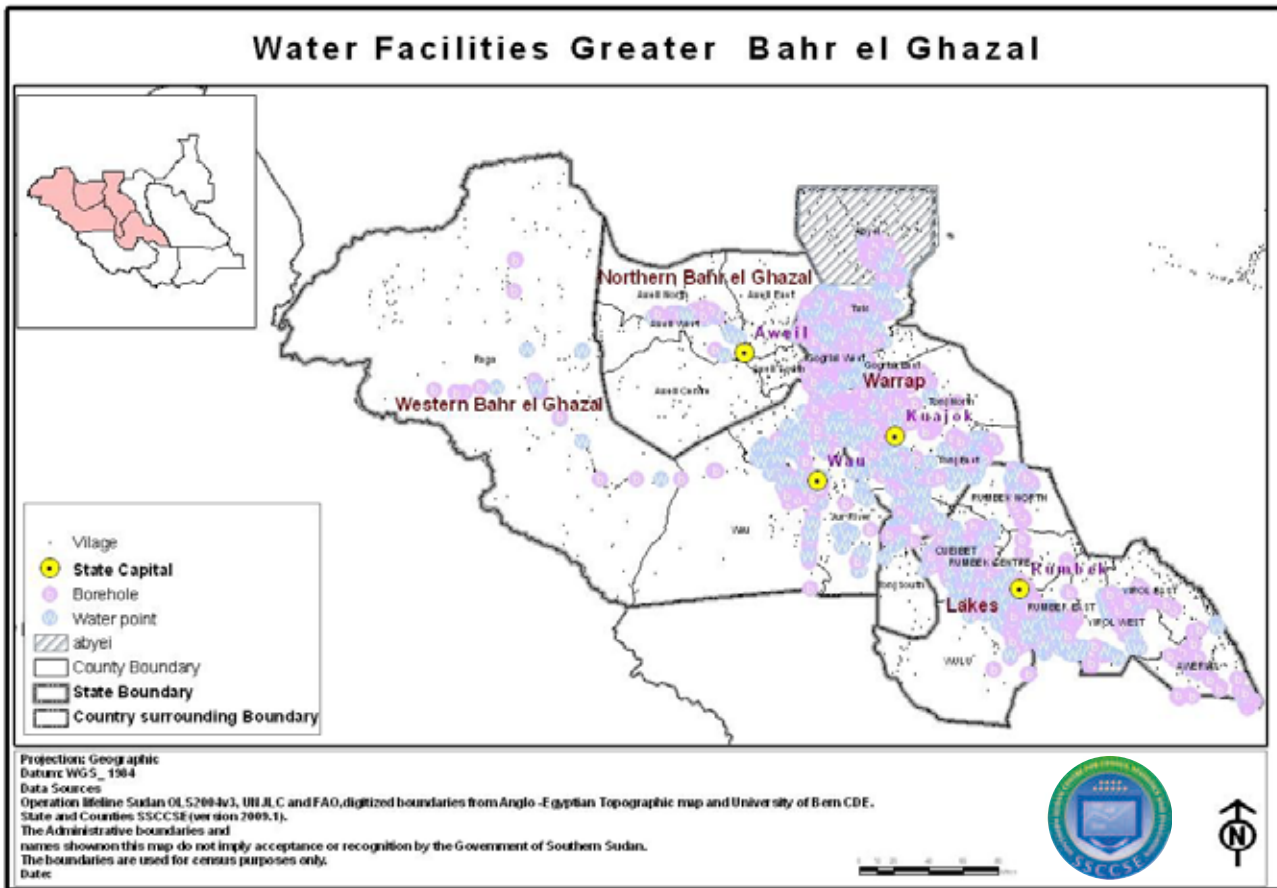 Water Facilities Greater Bahr el Ghazal
Abyei
Northern Bahr el Ghazal
Aweil North
Aweil East
Twic
Aweil West
Aweil
Raga
Gogrial West
Gogrial East
Aweil South
Warrap
Aweil Centre
Tonj North
Western Bahr el Ghazal
Kuajok
Wau
Tonj East
RUMBEK NORTH
Jur River
WAU
CUEIBET
RUMBEK CENTRE
Rumbek
Tonj South
YIROL EAST
Lakes
RUMBEK EAST
YIROL WEST
WULU
AWERIAL
Vilage
State Capital
Borehole
Water point
abyei
County Boundary
State Boundary
Country surrounding Boundary
Projection: Geographic
Datum: WGS_1984
Data Sources
Operation lifeline Sudan OLS2004v3, UNJLC and FAO,digitized boundaries from Anglo -Egyptian Topographic map and University of Bern CDE.
State and Counties SSCCSE(version 2009.1).
The Administrative boundaries and
names shownon this map do not imply acceptance or recognition by the Government of Southern Sudan.
The boundaries are used for census purposes only.
Date:
SSCCSE
N